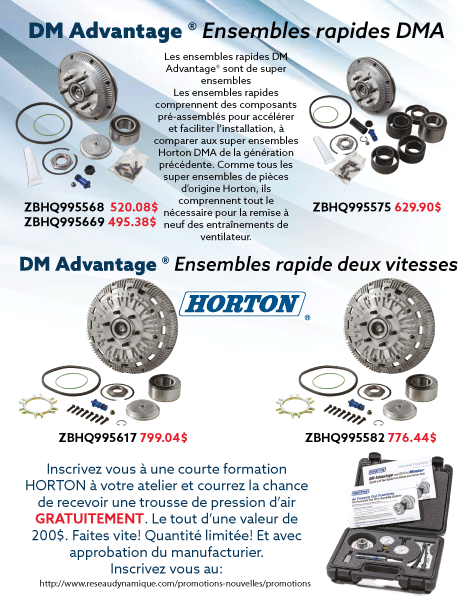 DM Advantage ® Ensembles rapides DMA
Les ensembles rapides DM
Advantage® sont de super
ensembles
Les ensembles rapides
comprennent des composants
pré-assemblés pour accélérer
et faciliter l'installation, à
comparer aux super ensembles
Horton DMA de la génération
précédente. Comme tous les
super ensembles de pièces
d'origine Horton, ils
comprennent tout le
nécessaire pour la remise à
neuf des entraînements de
ventilateur.
ZBHQ995568 520.08$
ZBHQ995669 495.38$
ZBHQ995575 629.90$
DM Advantage ® Ensembles rapide deux vitesses
HORTON®
ZBHQ995617 799.04$
ZBHQ995582 776.44$
Inscrivez vous à une courte formation
HORTON à votre atelier et courrez la chance
de recevoir une trousse de pression d'air
GRATUITEMENT. Le tout d'une valeur de
200$. Faites vite! Quantité limitée! Et avec
approbation du manufacturier.
Inscrivez vous au:
http://www.reseaudynamique.com/promotions-nouvelles/promotions
HORTON
DM Advantage
HORTON